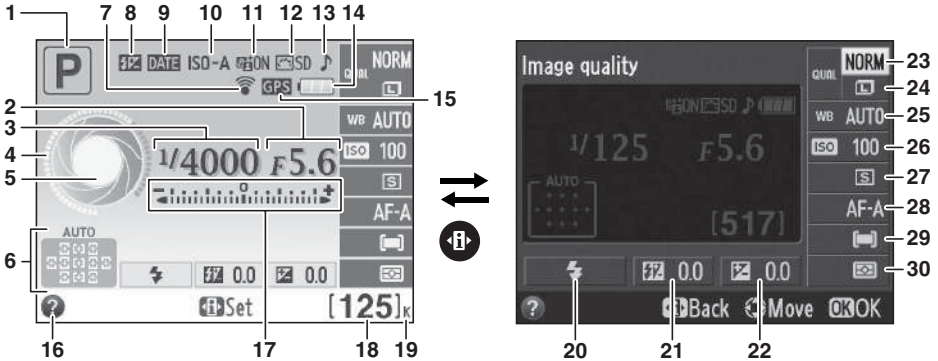 1 7 8 9 10 11 12 13 14
P DATE ISO-A ON SD QUAL NORM
GPS L
15
2
3
4
5
1/4000 F5.6
WB AUTO
ISO 100
S
- 0 +
AF-A
6 AUTO
0.0 0.0
? i Set [125]K
16 17 18 19
i
Image quality
QUAL NORM 23
L 24
ON SD
WB AUTO 25
1/125 F5.6
ISO 100 26
S 27
AUTO
AF-A 28
[517]
29
30
0.0 0.0
? i Back Move OK OK
20 21 22